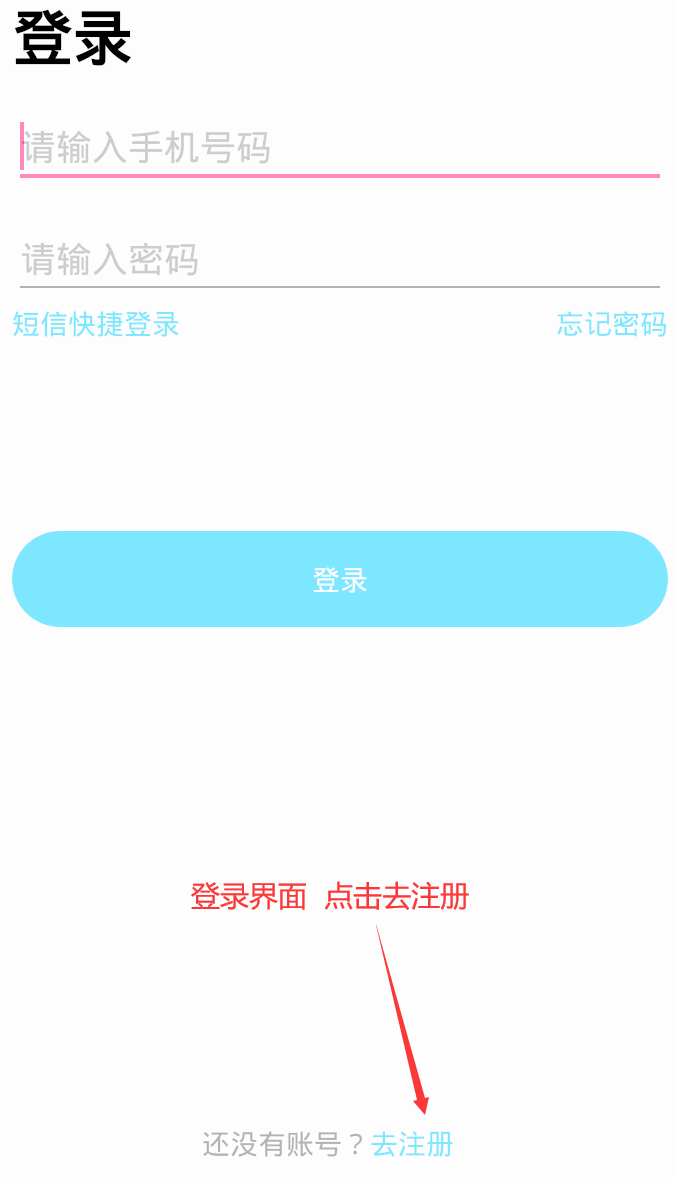 登录
请输入手机号码
请输入密码
短信快捷登录 忘记密码
登录
登录界面 点击去注册
还没有账号？去注册